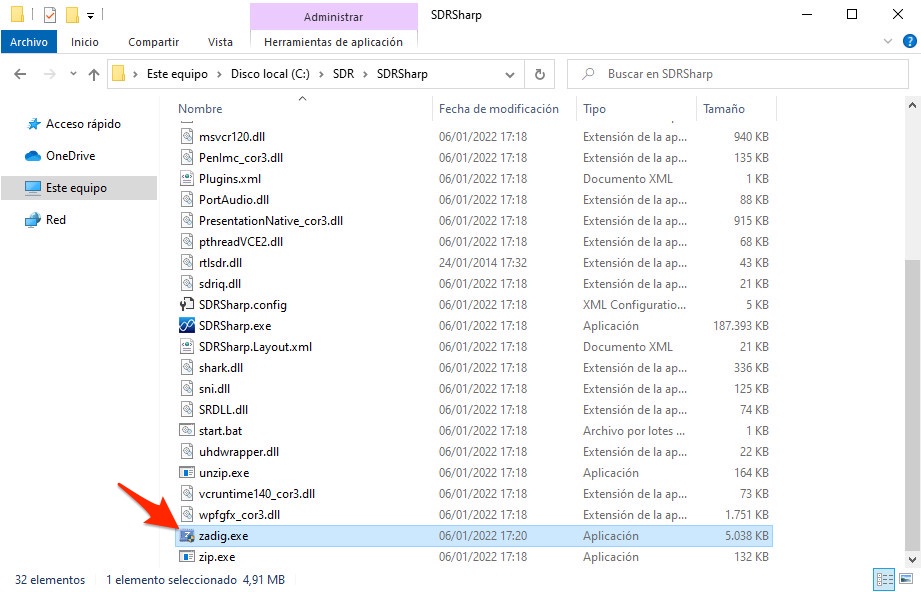 Administrar
SDRSharp
Archivo
Inicio
Compartir
Vista
Herramientas de aplicación
Este equipo
Disco local (C:)
SDR
SDRSharp
Buscar en SDRSharp
Acceso rápido
OneDrive
Este equipo
Red
Nombre Fecha de modificación Tipo Tamaño
msvcr120.dll 06/01/2022 17:18 Extensión de la ap... 940 KB
PenImc_cor3.dll 06/01/2022 17:18 Extensión de la ap... 135 KB
Plugins.xml 06/01/2022 17:18 Documento XML 1 KB
PortAudio.dll 06/01/2022 17:18 Extensión de la ap... 88 KB
PresentationNative_cor3.dll 06/01/2022 17:18 Extensión de la ap... 915 KB
pthreadVCE2.dll 06/01/2022 17:18 Extensión de la ap... 68 KB
rtlsdr.dll 24/01/2014 17:32 Extensión de la ap... 43 KB
sdriq.dll 06/01/2022 17:18 Extensión de la ap... 21 KB
SDRSharp.config 06/01/2022 17:18 XML Configuratio... 5 KB
SDRSharp.exe 06/01/2022 17:18 Aplicación 187.393 KB
SDRSharp.Layout.xml 06/01/2022 17:18 Documento XML 21 KB
shark.dll 06/01/2022 17:18 Extensión de la ap... 336 KB
sni.dll 06/01/2022 17:18 Extensión de la ap... 125 KB
SRDLL.dll 06/01/2022 17:18 Extensión de la ap... 74 KB
start.bat 06/01/2022 17:18 Archivo por lotes ... 1 KB
uhdwrapper.dll 06/01/2022 17:18 Extensión de la ap... 22 KB
unzip.exe 06/01/2022 17:18 Aplicación 164 KB
vcruntime140_cor3.dll 06/01/2022 17:18 Extensión de la ap... 73 KB
wpfgfx_cor3.dll 06/01/2022 17:18 Extensión de la ap... 1.751 KB
zadig.exe 06/01/2022 17:20 Aplicación 5.038 KB
zip.exe 06/01/2022 17:18 Aplicación 132 KB
32 elementos
1 elemento seleccionado 4,91 MB